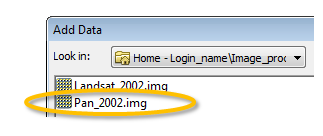 Add Data
Look in: Home - Login_name\Image_proc
Landsat_2002.img
Pan_2002.img